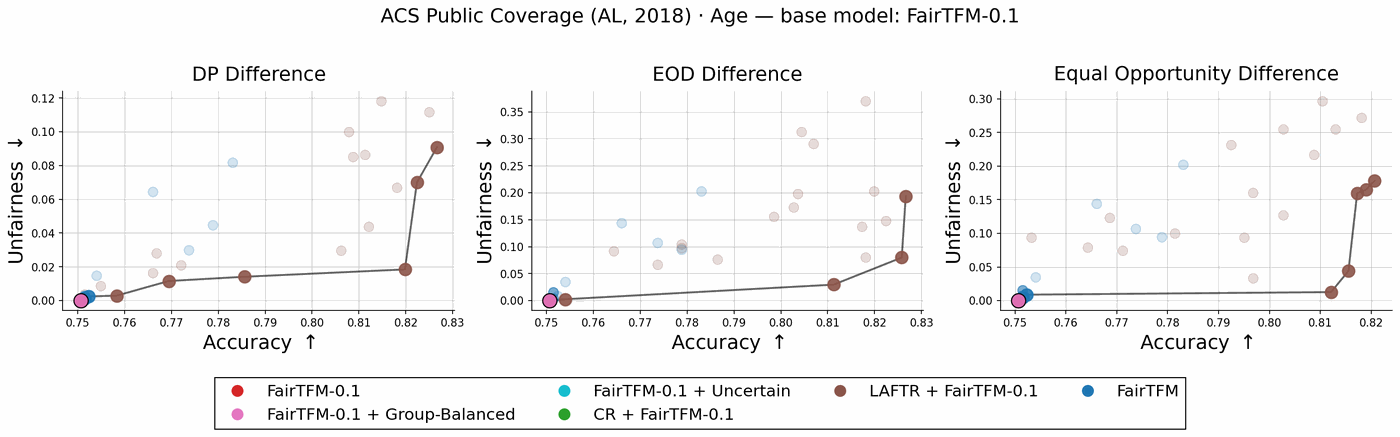 ACS Public Coverage (AL, 2018) · Age — base model: FairTFM-0.1
DP Difference
EOD Difference
Equal Opportunity Difference
Unfairness ↓
0.12
0.10
0.08
0.06
0.04
0.02
0.00
0.75 0.76 0.77 0.78 0.79 0.80 0.81 0.82 0.83
Accuracy ↑
Unfairness ↓
0.35
0.30
0.25
0.20
0.15
0.10
0.05
0.00
0.75 0.76 0.77 0.78 0.79 0.80 0.81 0.82 0.83
Accuracy ↑
Unfairness ↓
0.30
0.25
0.20
0.15
0.10
0.05
0.00
0.75 0.76 0.77 0.78 0.79 0.80 0.81 0.82
Accuracy ↑
FairTFM-0.1 FairTFM-0.1 + Uncertain LAFTR + FairTFM-0.1 FairTFM
FairTFM-0.1 + Group-Balanced CR + FairTFM-0.1